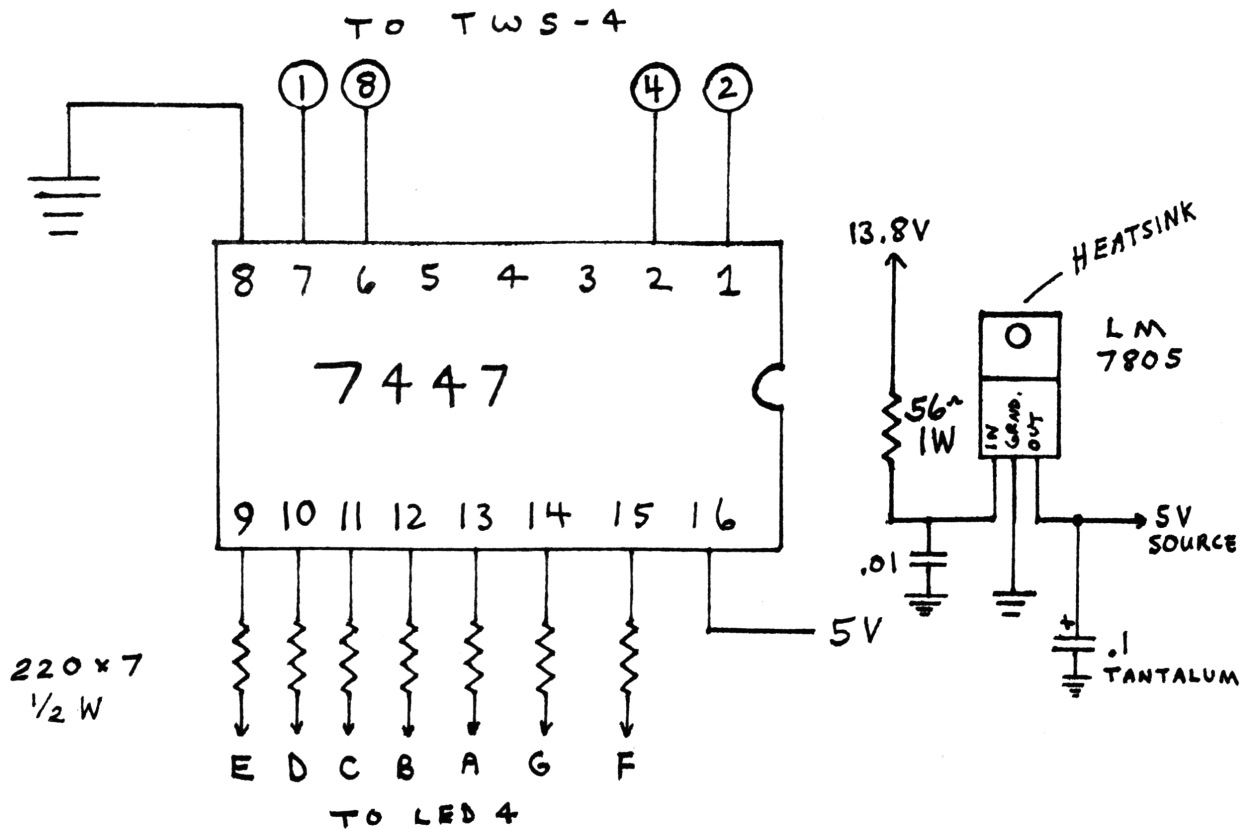 TO TWS-4
1 8 4 2
8 7 6 5 4 3 2 1
7447
9 10 11 12 13 14 15 16
5V
220 x 7
1/2 W
E D C B A G F
TO LED 4
13.8V
HEATSINK
LM
7805
56Ω
1W
IN
GRND.
OUT
.01
5V
SOURCE
+
.1
TANTALUM